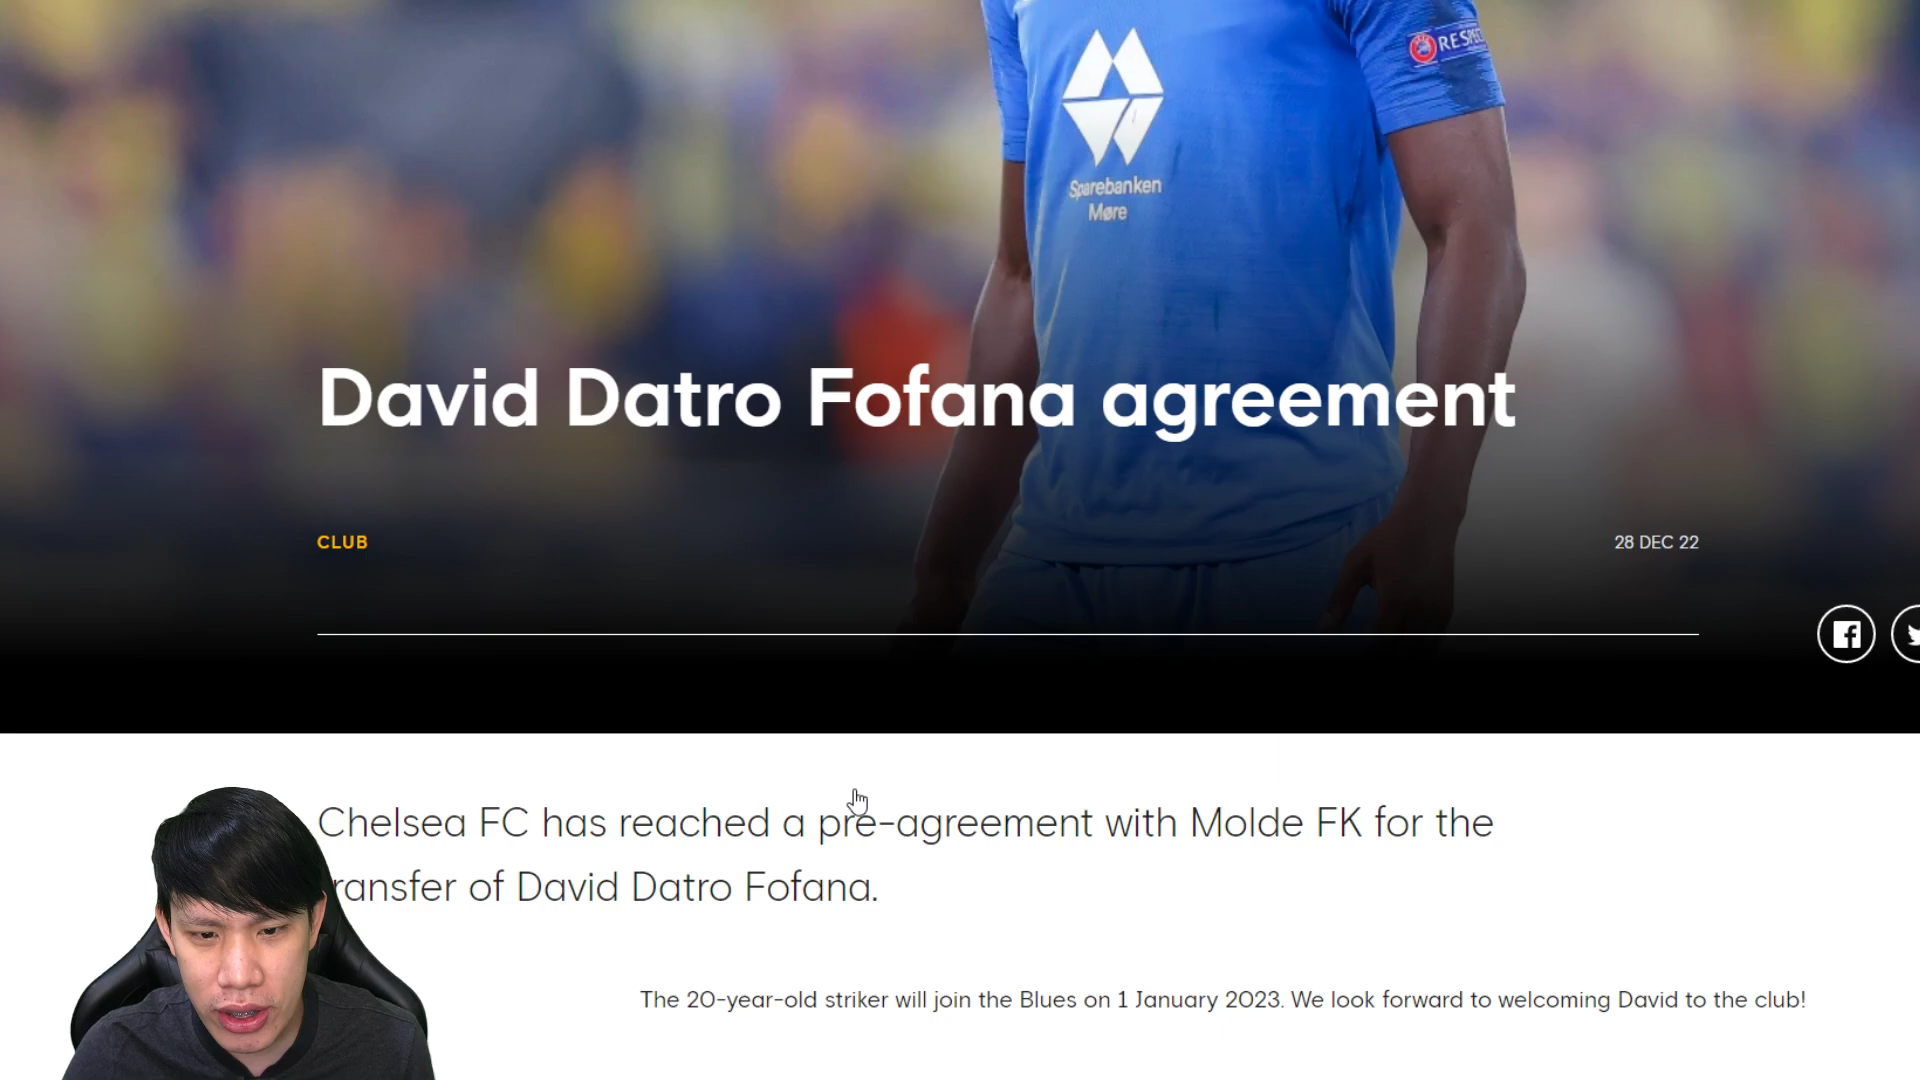 RESPECT
Sparebanken
Møre
David Datro Fofana agreement
CLUB
28 DEC 22
Chelsea FC has reached a pre-agreement with Molde FK for the
ransfer of David Datro Fofana.
The 20-year-old striker will join the Blues on 1 January 2023. We look forward to welcoming David to the club!